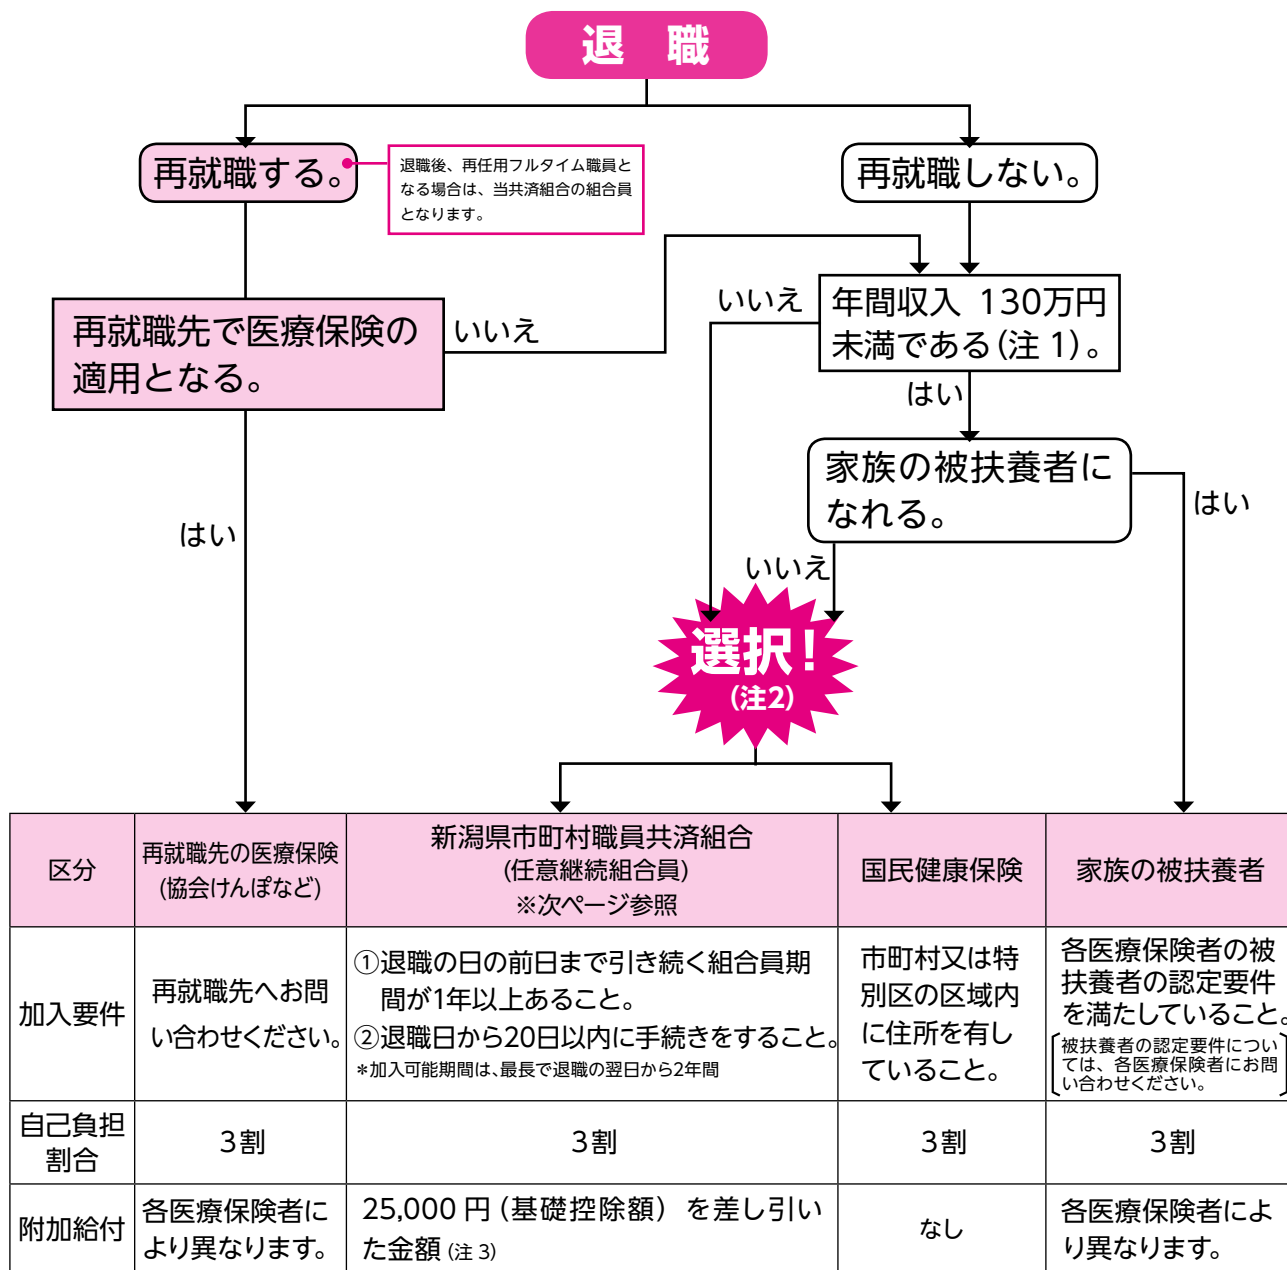 退 職
再就職する。
退職後、再任用フルタイム職員と
なる場合は、当共済組合の組合員
となります。
再就職しない。
再就職先で医療保険の
適用となる。
いいえ
いいえ
年間収入 130万円
未満である(注 1)。
はい
家族の被扶養者に
なれる。
はい
はい
いいえ
選択!
(注2)
区分
再就職先の医療保険
(協会けんぽなど)
新潟県市町村職員共済組合
(任意継続組合員)
※次ページ参照
国民健康保険
家族の被扶養者
加入要件
再就職先へお問
い合わせください。
①退職の日の前日まで引き続く組合員期
間が1年以上あること。
②退職日から20日以内に手続きをすること。
*加入可能期間は、最長で退職の翌日から2年間
市町村又は特
別区の区域内
に住所を有し
ていること。
各医療保険者の被
扶養者の認定要件
を満たしていること。
被扶養者の認定要件につい
ては、各医療保険者にお問
い合わせください。
自己負担
割合
3割
3割
3割
3割
附加給付
各医療保険者に
より異なります。
25,000 円(基礎控除額)を差し引い
た金額(注 3)
なし
各医療保険者によ
り異なります。